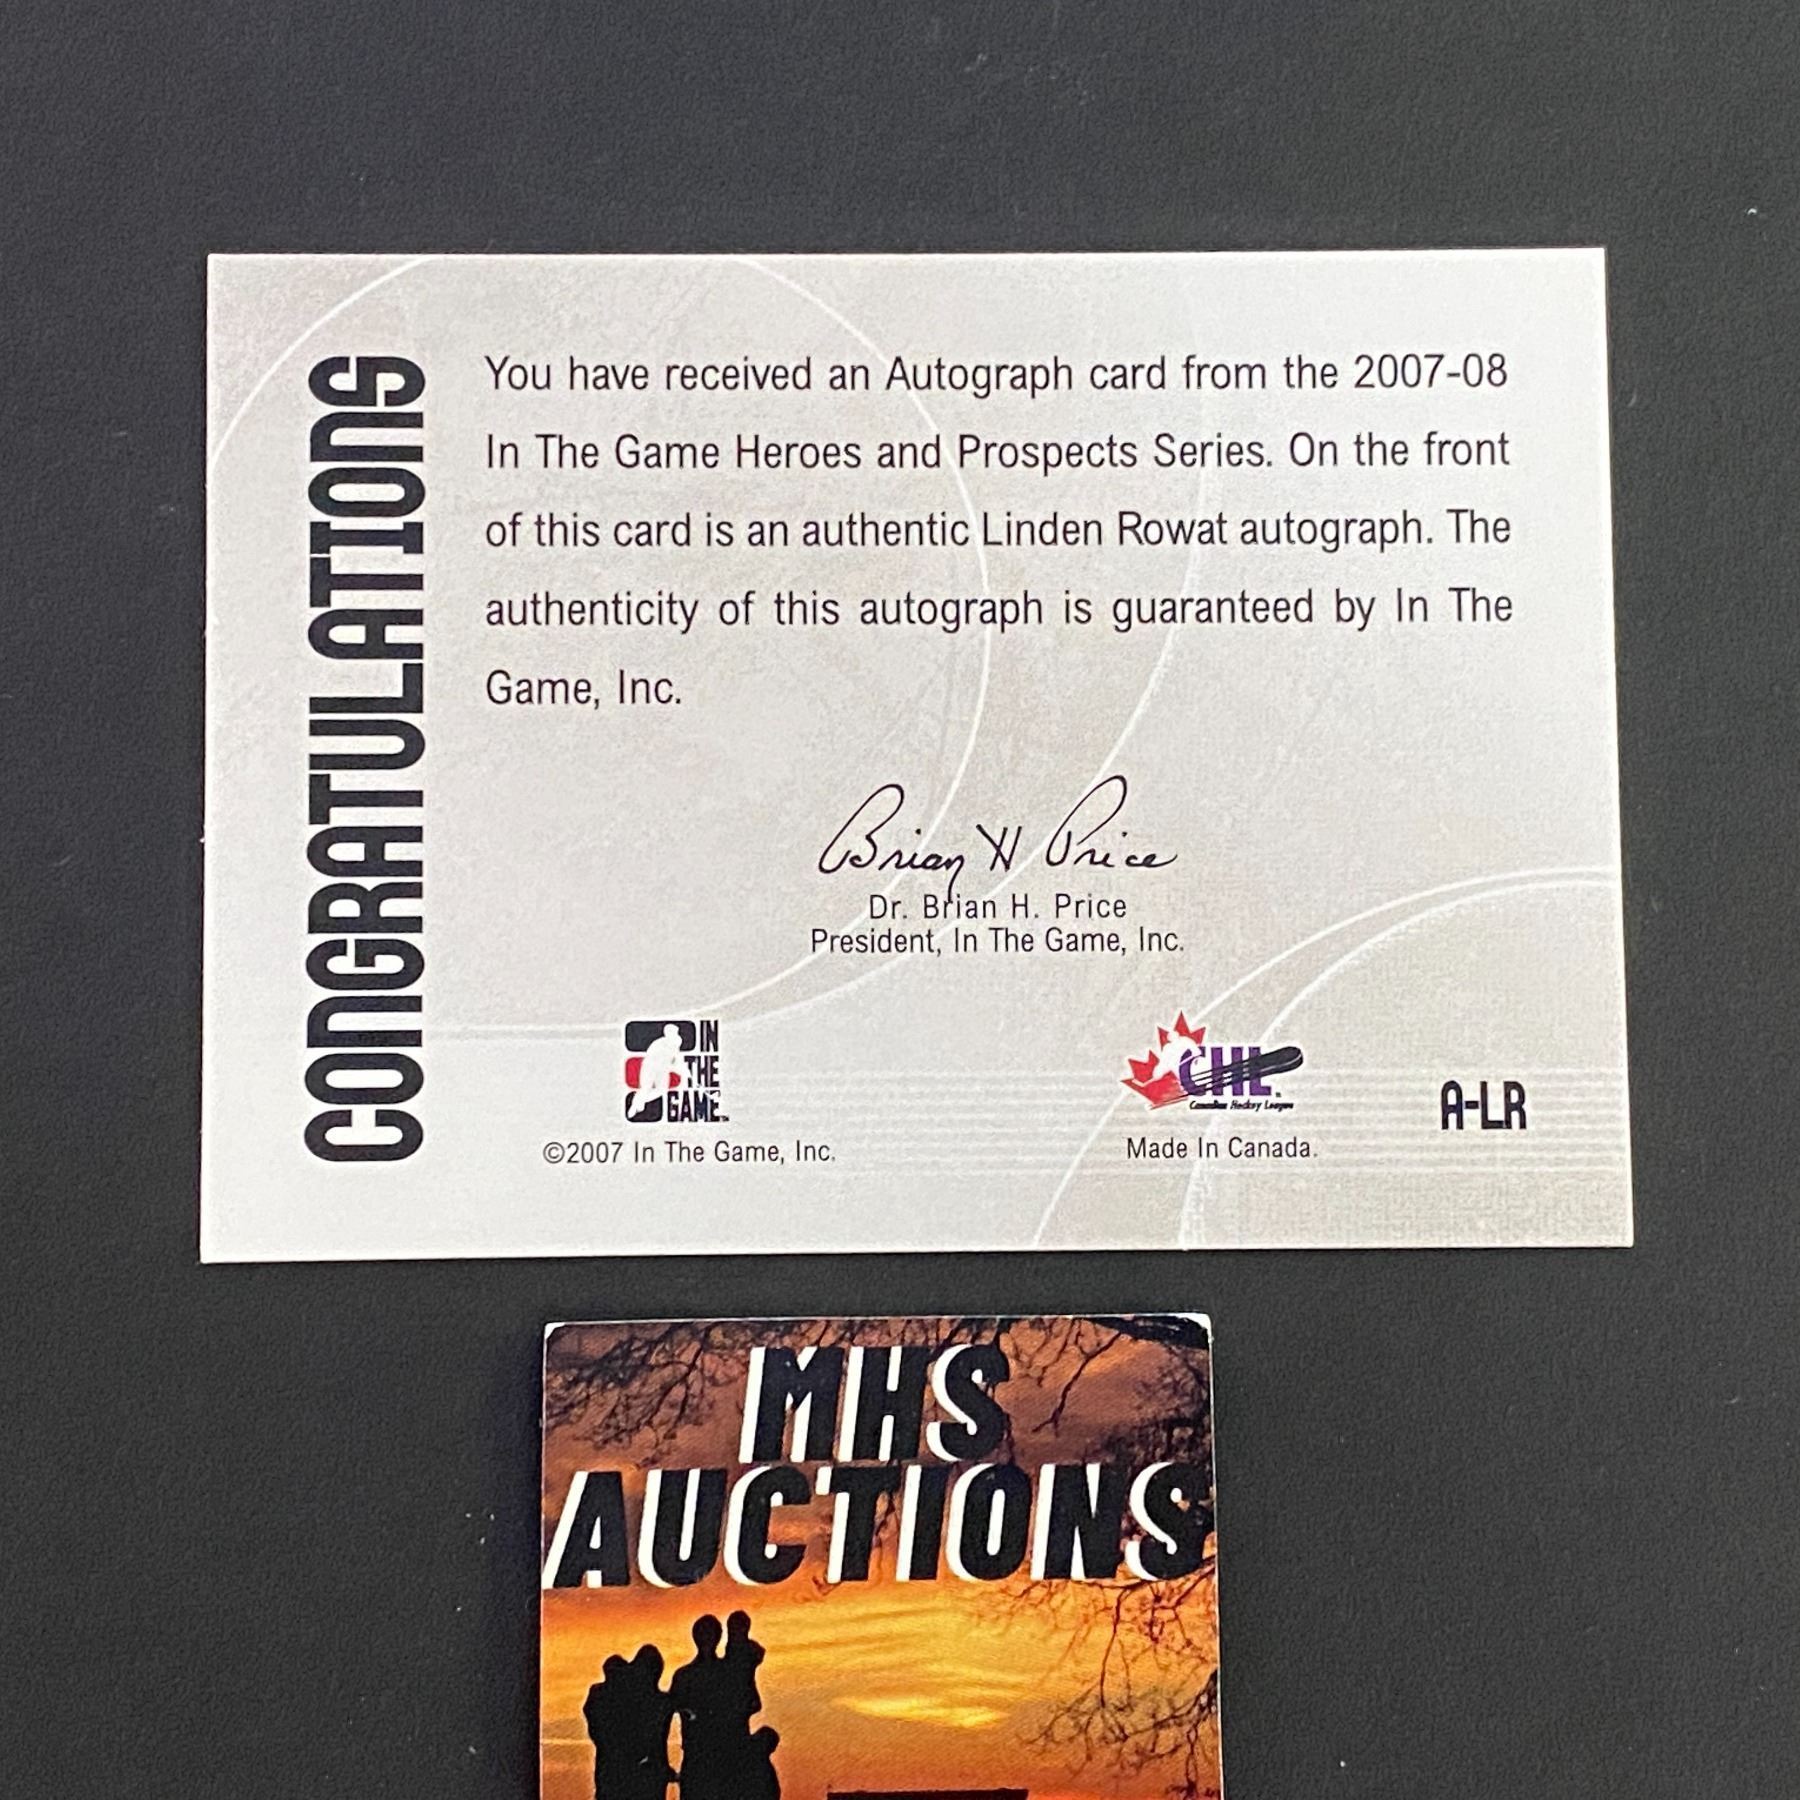 CONGRATULATIONS
You have received an Autograph card from the 2007-08
In The Game Heroes and Prospects Series. On the front
of this card is an authentic Linden Rowat autograph. The
authenticity of this autograph is guaranteed by In The
Game, Inc.
Brian H Price
Dr. Brian H. Price
President, In The Game, Inc.
IN
THE
GAME
©2007 In The Game, Inc.
CHL
Canadian Hockey League
Made In Canada.
A-LR
MHS
AUCTIONS